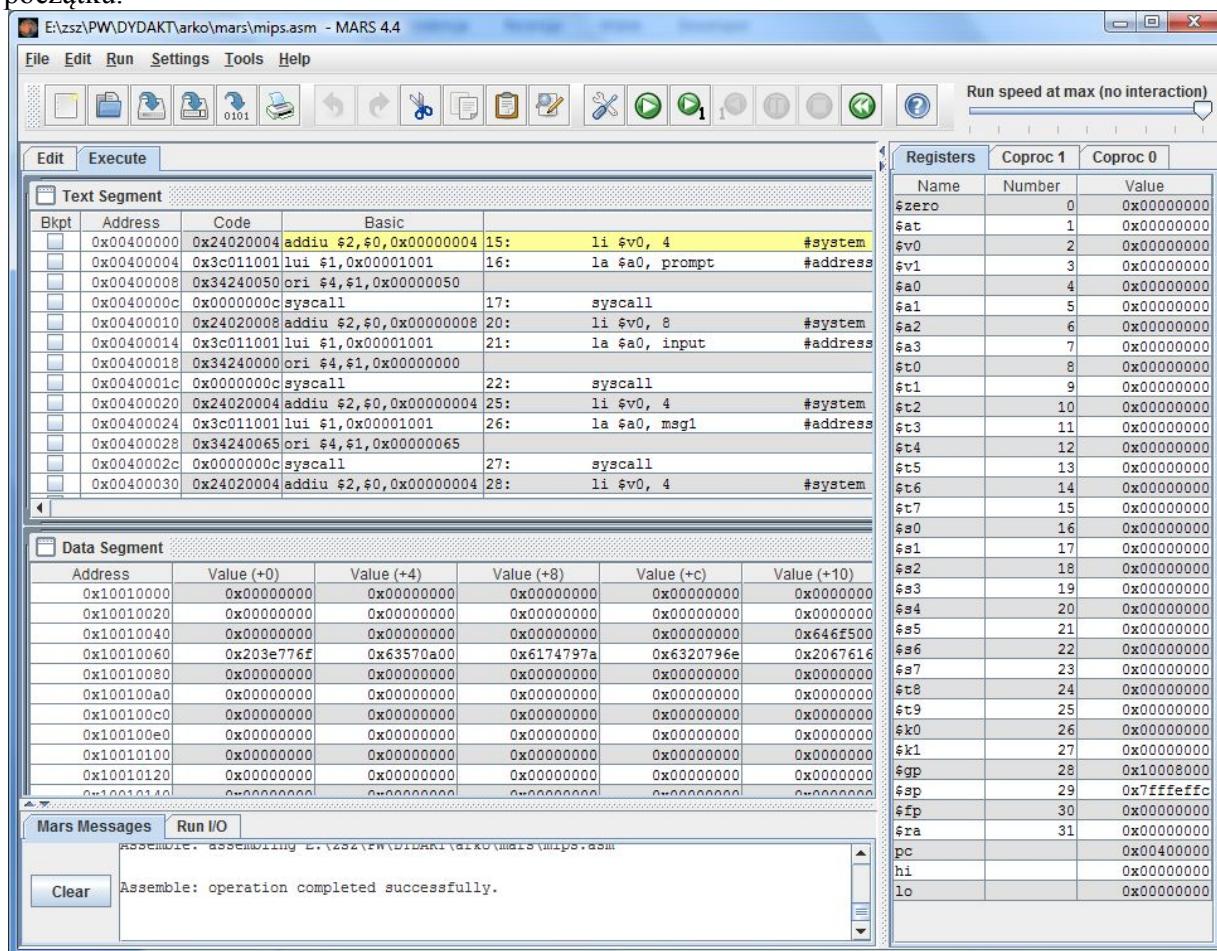 początku.
E:\zsz\PW\DYDAKT\arko\mars\mips.asm - MARS 4.4
File Edit Run Settings Tools Help
Run speed at max (no interaction)
Edit Execute
Text Segment
Bkpt Address Code Basic
0x00400000 0x24020004 addiu $2,$0,0x00000004 15: li $v0, 4 #system
0x00400004 0x3c011001 lui $1,0x00001001 16: la $a0, prompt #address
0x00400008 0x34240050 ori $4,$1,0x00000050
0x0040000c 0x0000000c syscall 17: syscall
0x00400010 0x24020008 addiu $2,$0,0x00000008 20: li $v0, 8 #system
0x00400014 0x3c011001 lui $1,0x00001001 21: la $a0, input #address
0x00400018 0x34240000 ori $4,$1,0x00000000
0x0040001c 0x0000000c syscall 22: syscall
0x00400020 0x24020004 addiu $2,$0,0x00000004 25: li $v0, 4 #system
0x00400024 0x3c011001 lui $1,0x00001001 26: la $a0, msg1 #address
0x00400028 0x34240065 ori $4,$1,0x00000065
0x0040002c 0x0000000c syscall 27: syscall
0x00400030 0x24020004 addiu $2,$0,0x00000004 28: li $v0, 4 #system
Data Segment
Address Value (+0) Value (+4) Value (+8) Value (+c) Value (+10)
0x10010000 0x00000000 0x00000000 0x00000000 0x00000000 0x0000000
0x10010020 0x00000000 0x00000000 0x00000000 0x00000000 0x0000000
0x10010040 0x00000000 0x00000000 0x00000000 0x00000000 0x646f500
0x10010060 0x203e776f 0x63570a00 0x6174797a 0x6320796e 0x2067616
0x10010080 0x00000000 0x00000000 0x00000000 0x00000000 0x0000000
0x100100a0 0x00000000 0x00000000 0x00000000 0x00000000 0x0000000
0x100100c0 0x00000000 0x00000000 0x00000000 0x00000000 0x0000000
0x100100e0 0x00000000 0x00000000 0x00000000 0x00000000 0x0000000
0x10010100 0x00000000 0x00000000 0x00000000 0x00000000 0x0000000
0x10010120 0x00000000 0x00000000 0x00000000 0x00000000 0x0000000
0x10010140 0x00000000 0x00000000 0x00000000 0x00000000 0x0000000
Mars Messages Run I/O
Assemble: assembling E:\zsz\PW\DYDAKT\arko\mars\mips.asm
Assemble: operation completed successfully.
Clear
Registers Coproc 1 Coproc 0
Name Number Value
$zero 0 0x00000000
$at 1 0x00000000
$v0 2 0x00000000
$v1 3 0x00000000
$a0 4 0x00000000
$a1 5 0x00000000
$a2 6 0x00000000
$a3 7 0x00000000
$t0 8 0x00000000
$t1 9 0x00000000
$t2 10 0x00000000
$t3 11 0x00000000
$t4 12 0x00000000
$t5 13 0x00000000
$t6 14 0x00000000
$t7 15 0x00000000
$s0 16 0x00000000
$s1 17 0x00000000
$s2 18 0x00000000
$s3 19 0x00000000
$s4 20 0x00000000
$s5 21 0x00000000
$s6 22 0x00000000
$s7 23 0x00000000
$t8 24 0x00000000
$t9 25 0x00000000
$k0 26 0x00000000
$k1 27 0x00000000
$gp 28 0x10008000
$sp 29 0x7fffeffc
$fp 30 0x00000000
$ra 31 0x00000000
pc 0x00400000
hi 0x00000000
lo 0x00000000